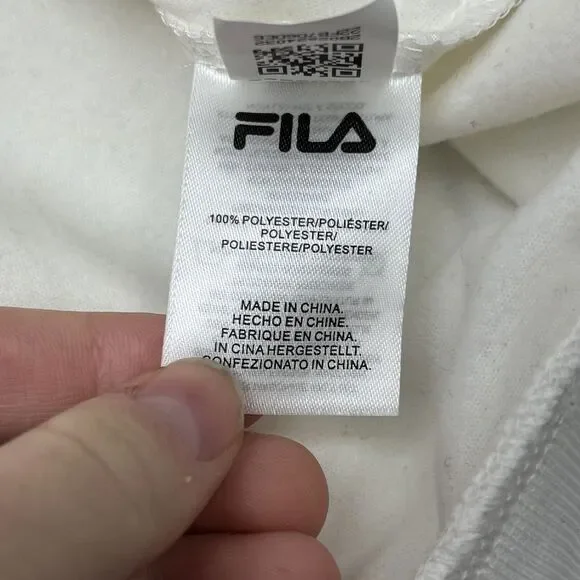 FILA
100% POLYESTER/POLIÉSTER/
POLYESTER/
POLIESTERE/POLYESTER
MADE IN CHINA.
HECHO EN CHINE.
FABRIQUE EN CHINA.
IN CINA HERGESTELLT.
CONFEZIONATO IN CHINA.